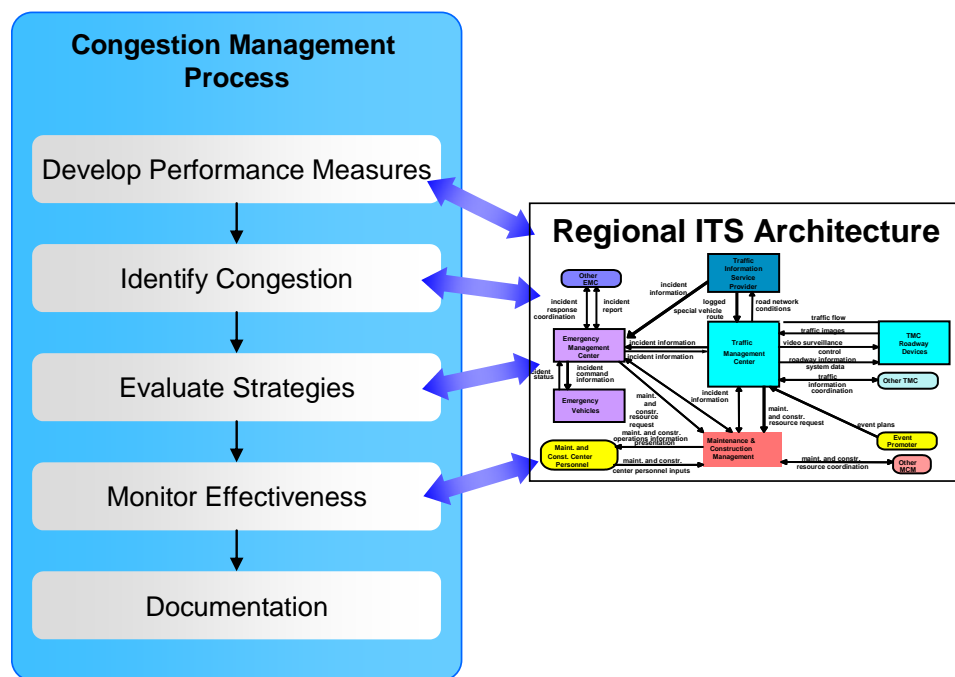 Congestion Management
Process
Develop Performance Measures
Identify Congestion
Evaluate Strategies
Monitor Effectiveness
Documentation
Regional ITS Architecture
Traffic
Information
Service
Provider
Other
EMC
incident
information
incident
response
coordination
incident
report
logged
special vehicle
route
road network
conditions
traffic flow
traffic images
video surveillance
control
roadway information
system data
TMC
Roadway
Devices
Emergency
Management
Center
incident information
incident information
Traffic
Management
Center
traffic
information
coordination
Other TMC
status
incident
command
information
Emergency
Vehicles
maint.
and
constr.
resource
request
incident
information
incident
information
maint.
and constr.
resource request
event plans
Event
Promoter
maint. and constr.
operations information
presentation
Maint. and
Const. Center
Personnel
maint. and constr.
center personnel inputs
Maintenance &
Construction
Management
maint. and constr.
resource coordination
Other
MCM